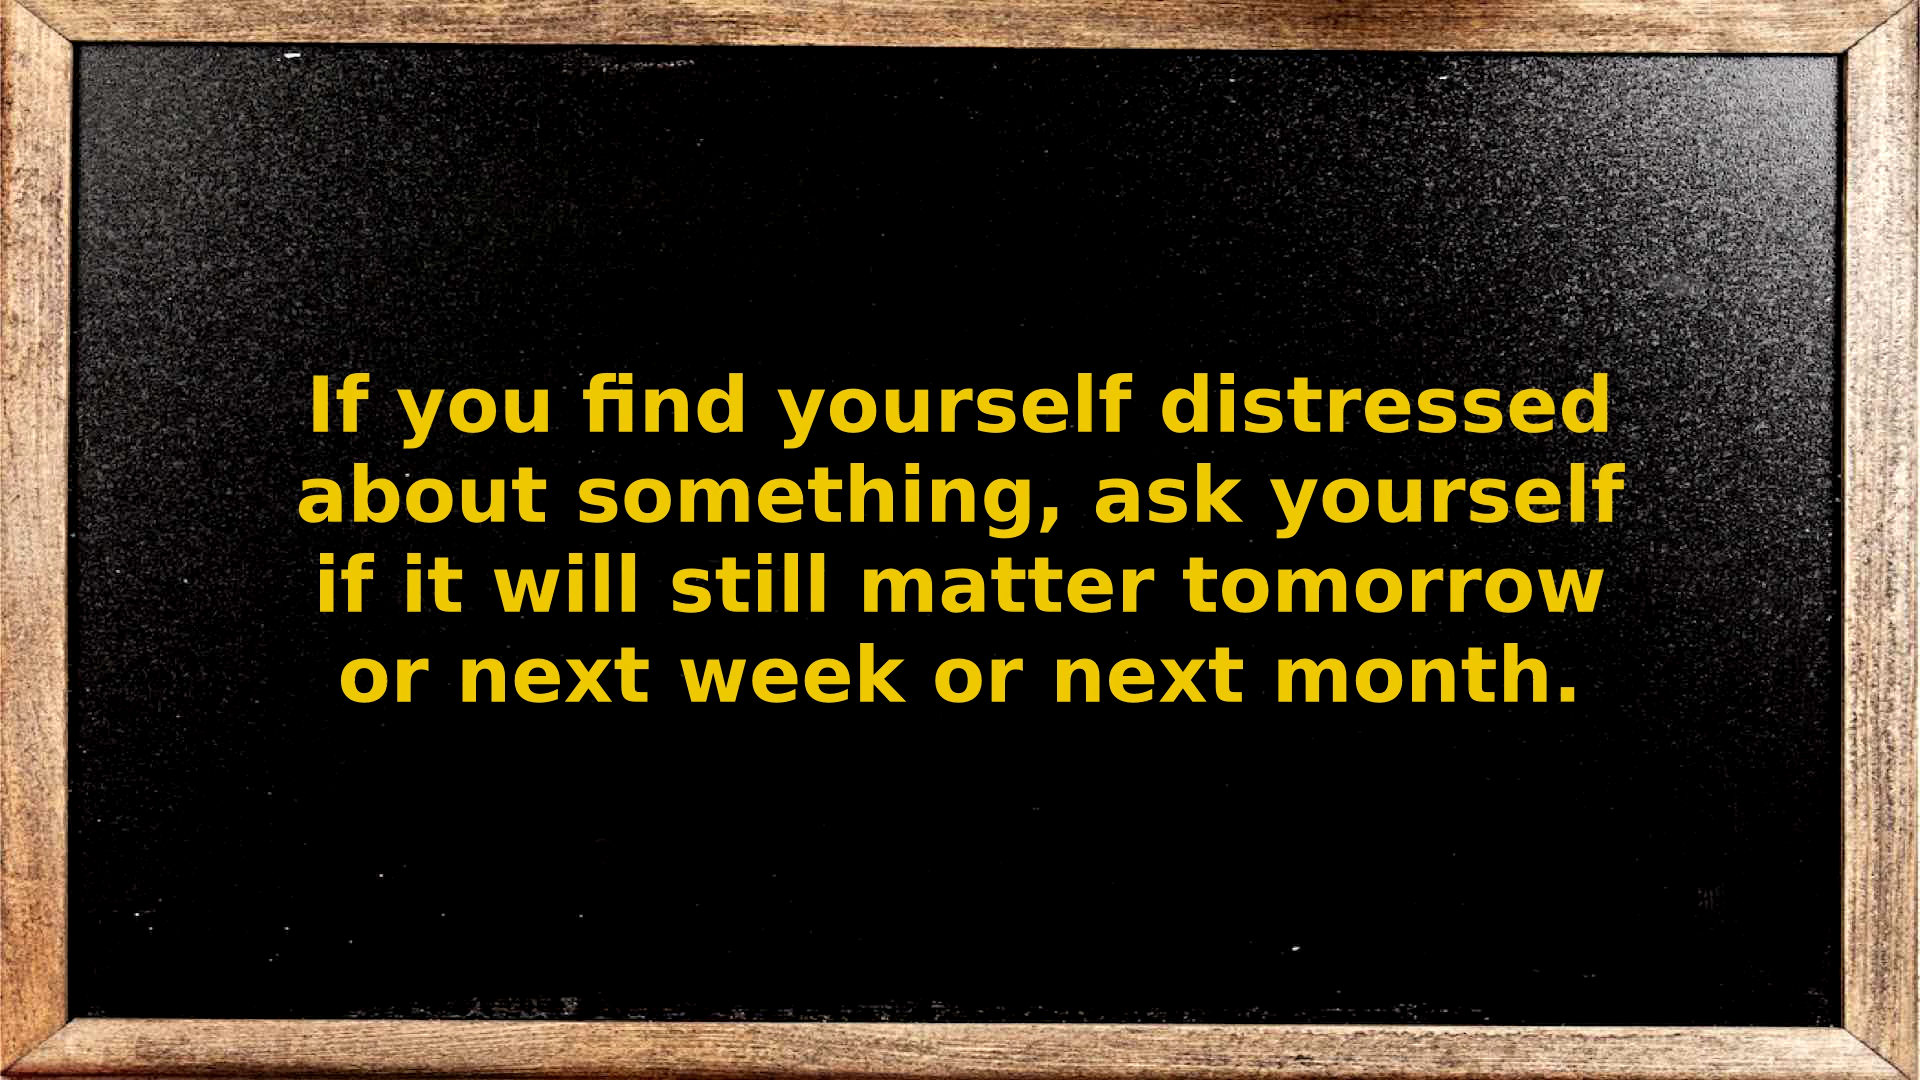 If you find yourself distressed
about something, ask yourself
if it will still matter tomorrow
or next week or next month.